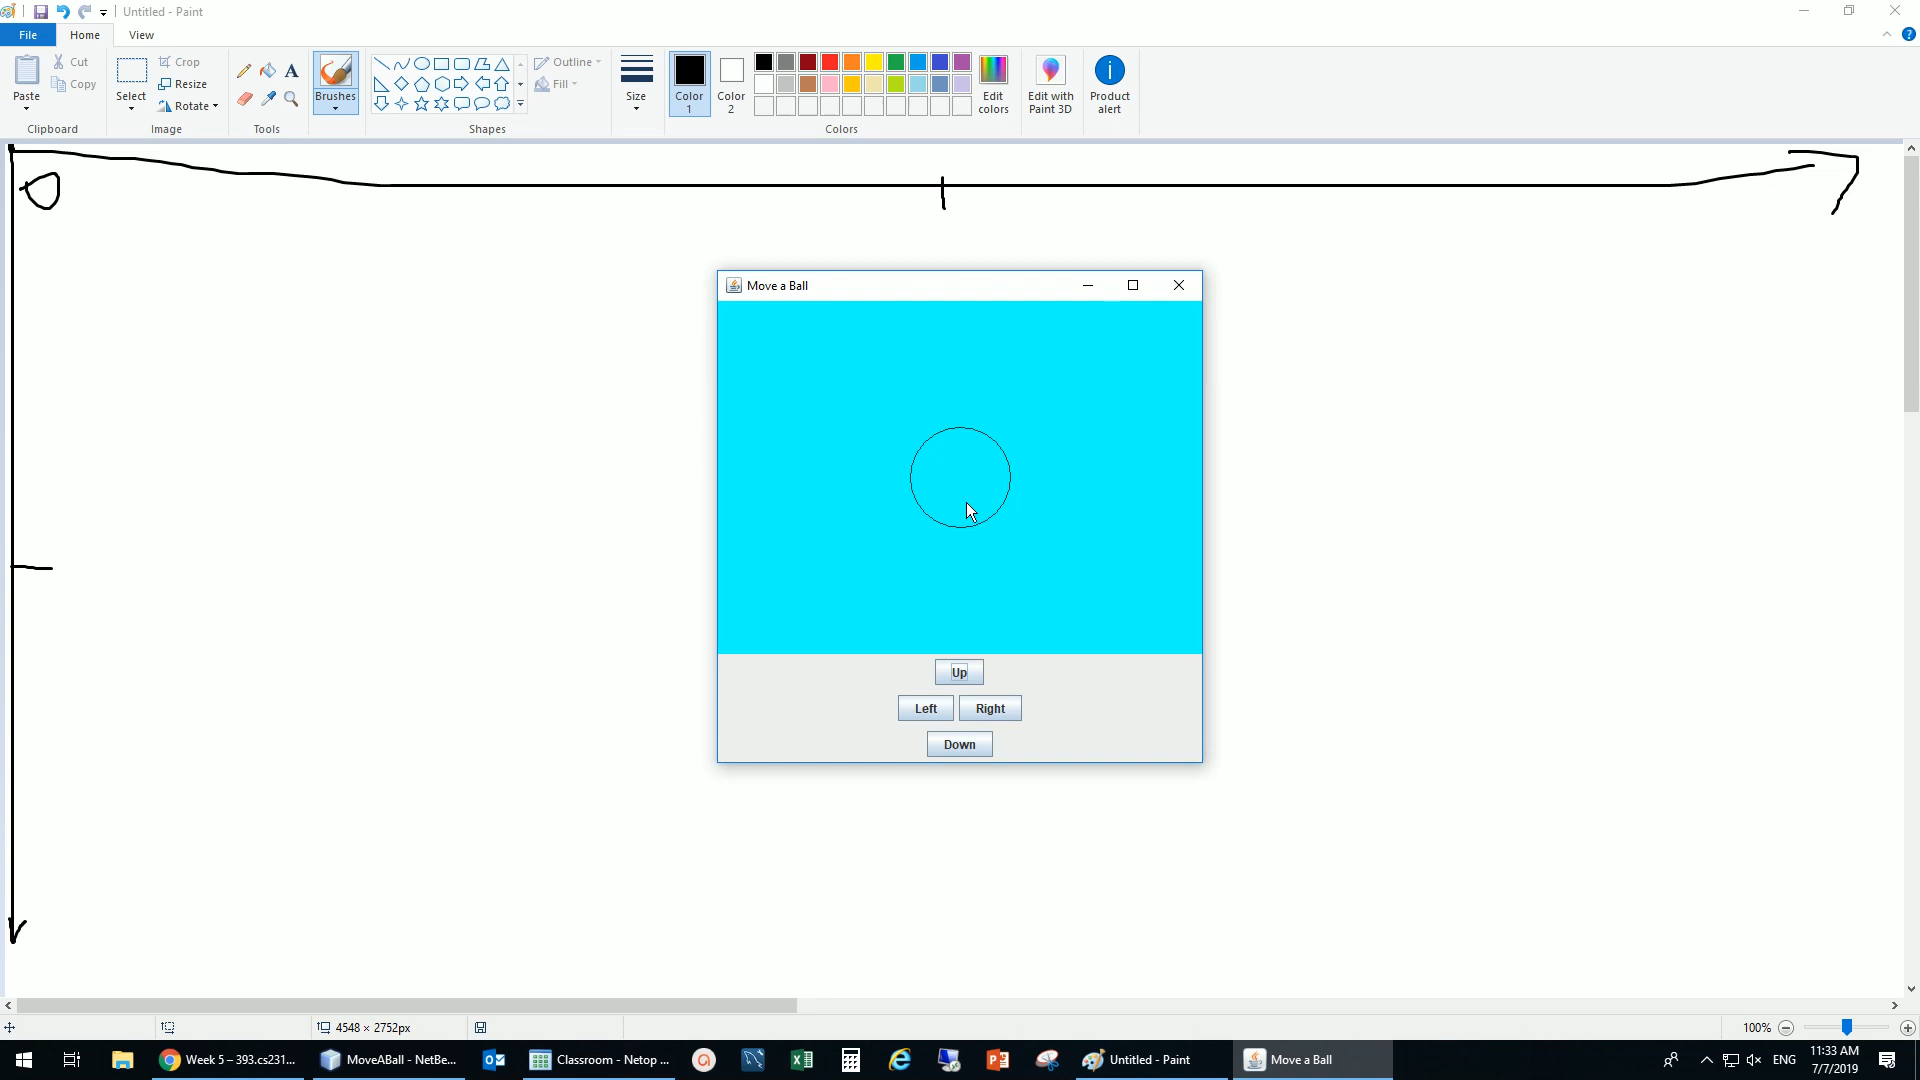 Untitled - Paint
File Home View
Paste
Cut
Copy
Clipboard
Select
Crop
Resize
Rotate
Image
Tools
Brushes
Shapes
Outline
Fill
Size
Color 1
Color 2
Colors
Edit colors
Edit with Paint 3D
Product alert
0
Move a Ball
Up
Left Right
Down
4548 × 2752px
100%
Week 5 – 393.cs231...
MoveABall - NetBe...
Classroom - Netop ...
Untitled - Paint
Move a Ball
ENG
11:33 AM
7/7/2019